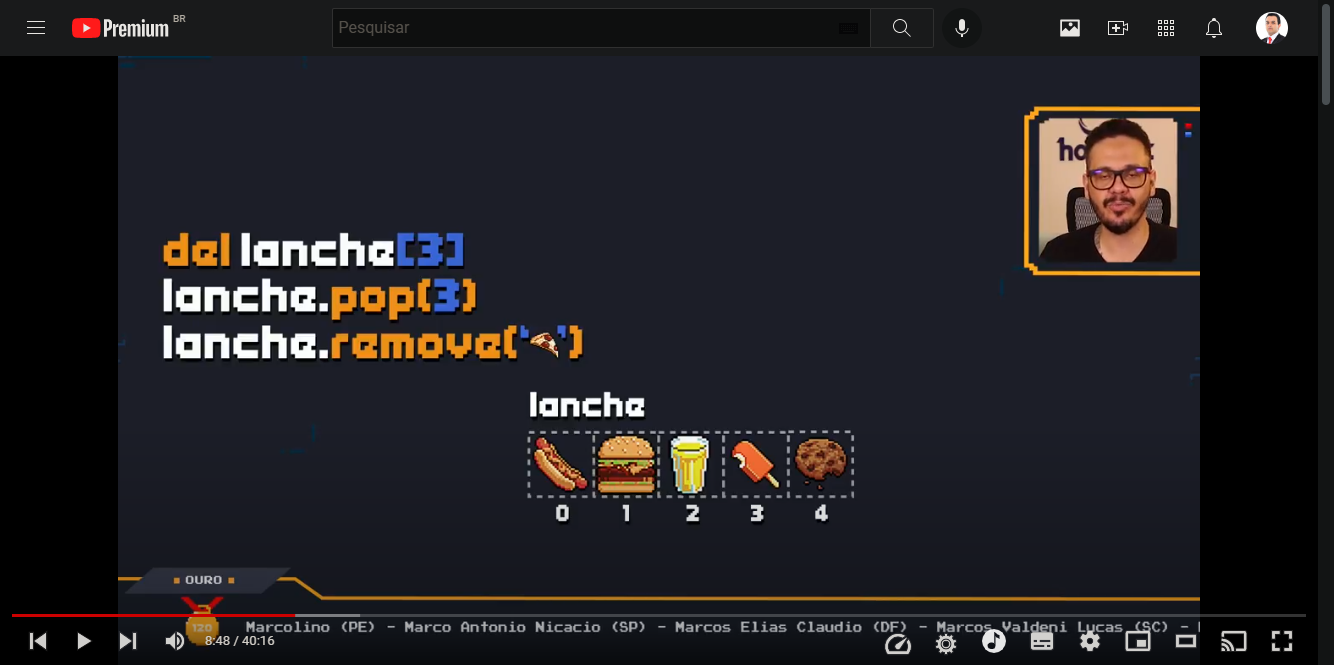 Premium BR
Pesquisar
del lanche[3]
lanche.pop(3)
lanche.remove('🍕')
lanche
0 1 2 3 4
OURO
120
Marcolino (PE) - Marco Antonio Nicacio (SP) - Marcos Elias Claudio (DF) - Marcos Valdeni Lucas (SC) -
8:48 / 40:16